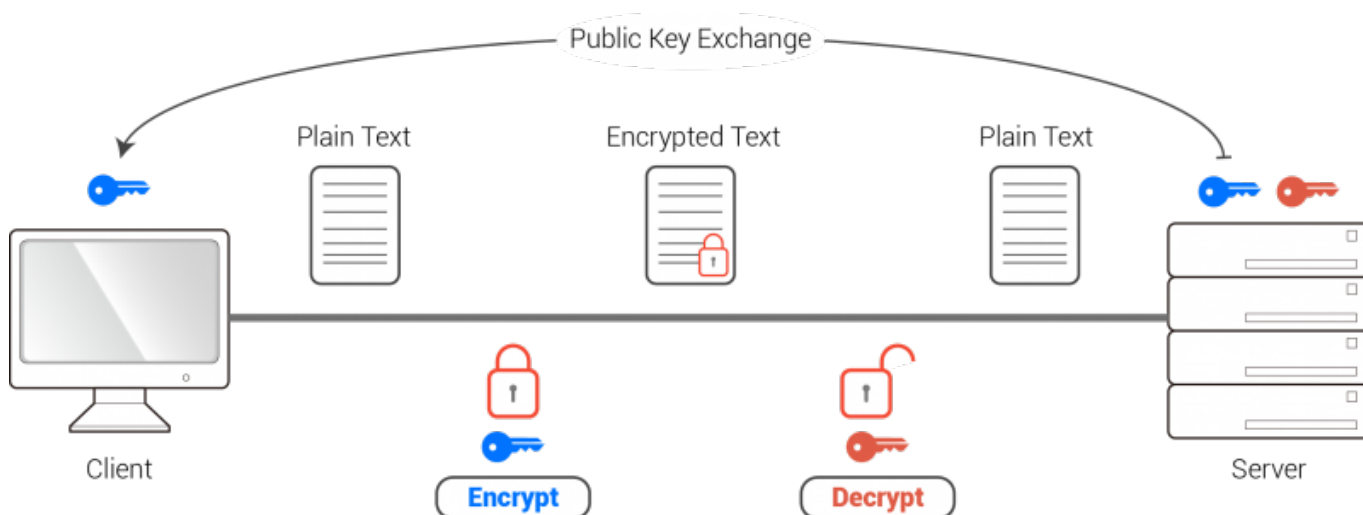 Public Key Exchange
Plain Text
Encrypted Text
Plain Text
Client
Server
Encrypt
Decrypt